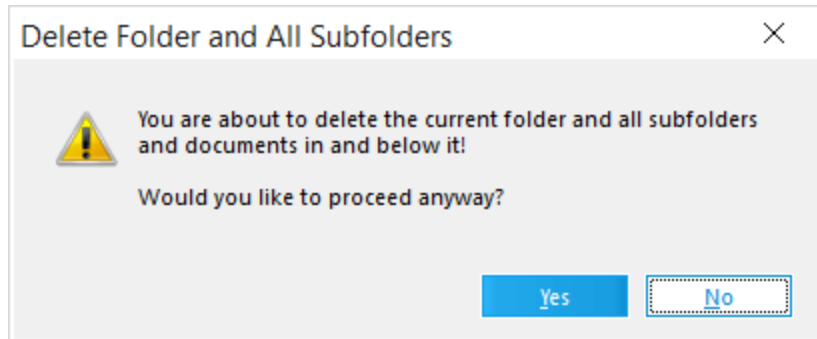 Delete Folder and All Subfolders
You are about to delete the current folder and all subfolders
and documents in and below it!
Would you like to proceed anyway?
Yes
No